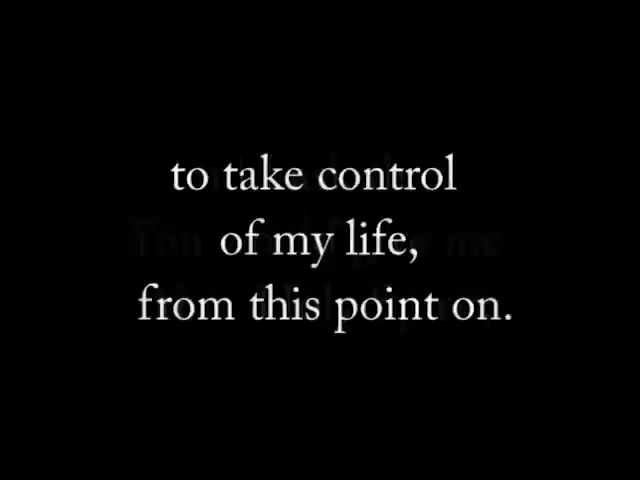 to take control
of my life,
from this point on.